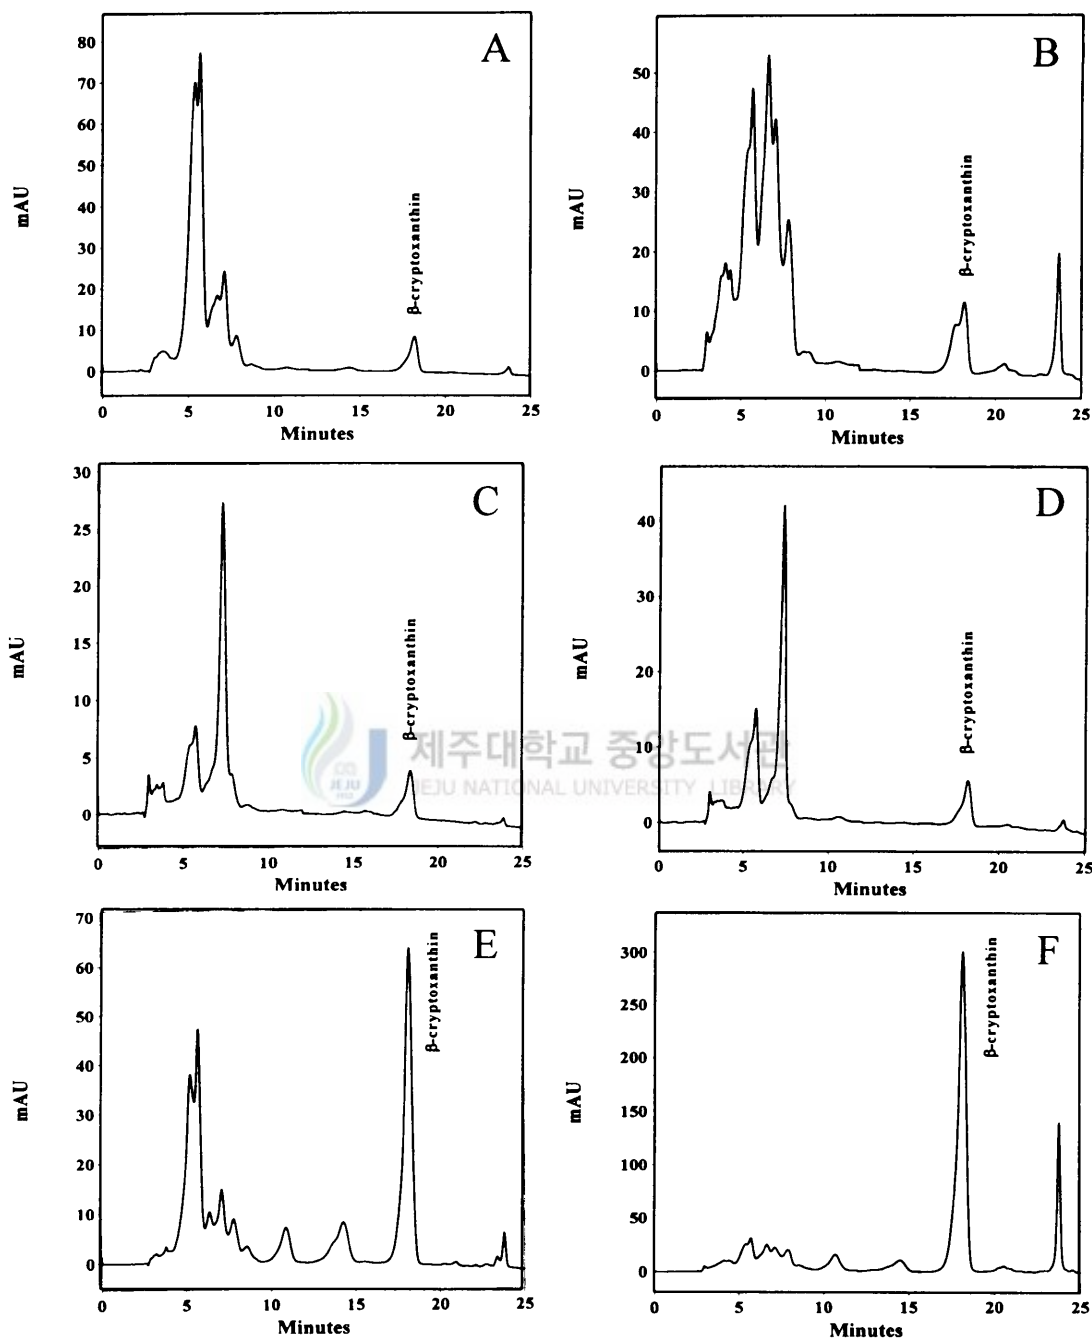 A
mAU
80
70
60
50
40
30
20
10
0
β-cryptoxanthin
0 5 10 15 20 25
Minutes
B
mAU
50
40
30
20
10
0
β-cryptoxanthin
0 5 10 15 20 25
Minutes
C
mAU
30
25
20
15
10
5
0
β-cryptoxanthin
0 5 10 15 20 25
Minutes
D
mAU
40
30
20
10
0
β-cryptoxanthin
0 5 10 15 20 25
Minutes
제주대학교 중앙도서관
JEJU NATIONAL UNIVERSITY LIBRARY
JEJU
1952
E
mAU
70
60
50
40
30
20
10
0
β-cryptoxanthin
0 5 10 15 20 25
Minutes
F
mAU
300
250
200
150
100
50
0
β-cryptoxanthin
0 5 10 15 20 25
Minutes